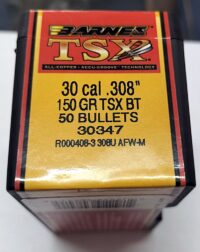 BARNES
TSX
ALL-COPPER • ACCU-GROOVE • TECHNOLOGY
30 cal .308"
150 GR TSX BT
50 BULLETS
30347
R000408-3 308U AFW-M